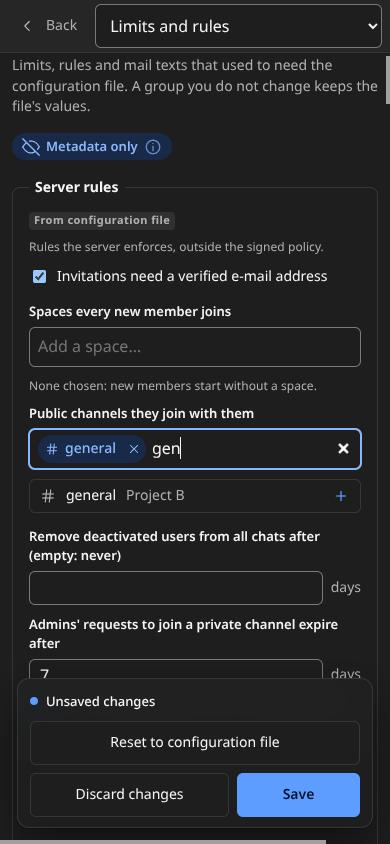 Back
Limits and rules
Limits, rules and mail texts that used to need the
configuration file. A group you do not change keeps the
file's values.
Metadata only
Server rules
From configuration file
Rules the server enforces, outside the signed policy.
Invitations need a verified e-mail address
Spaces every new member joins
Add a space…
None chosen: new members start without a space.
Public channels they join with them
# general × gen
# general Project B +
Remove deactivated users from all chats after
(empty: never)
days
Admins' requests to join a private channel expire
after
7 days
Unsaved changes
Reset to configuration file
Discard changes
Save